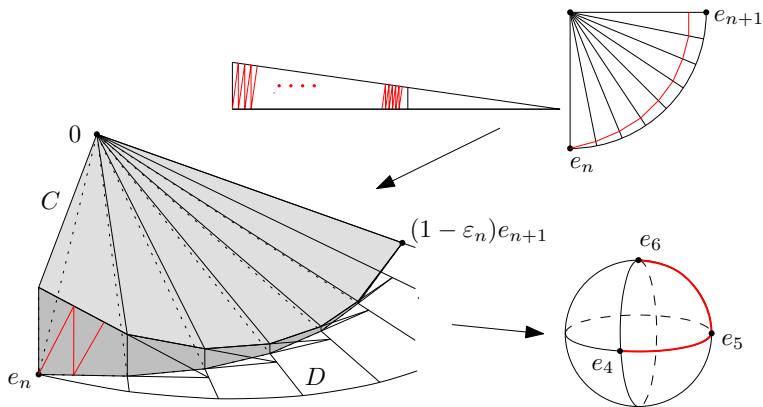 e_{n+1}
e_n
0
C
(1 − ε_n)e_{n+1}
e_6
e_5
e_4
e_n
D